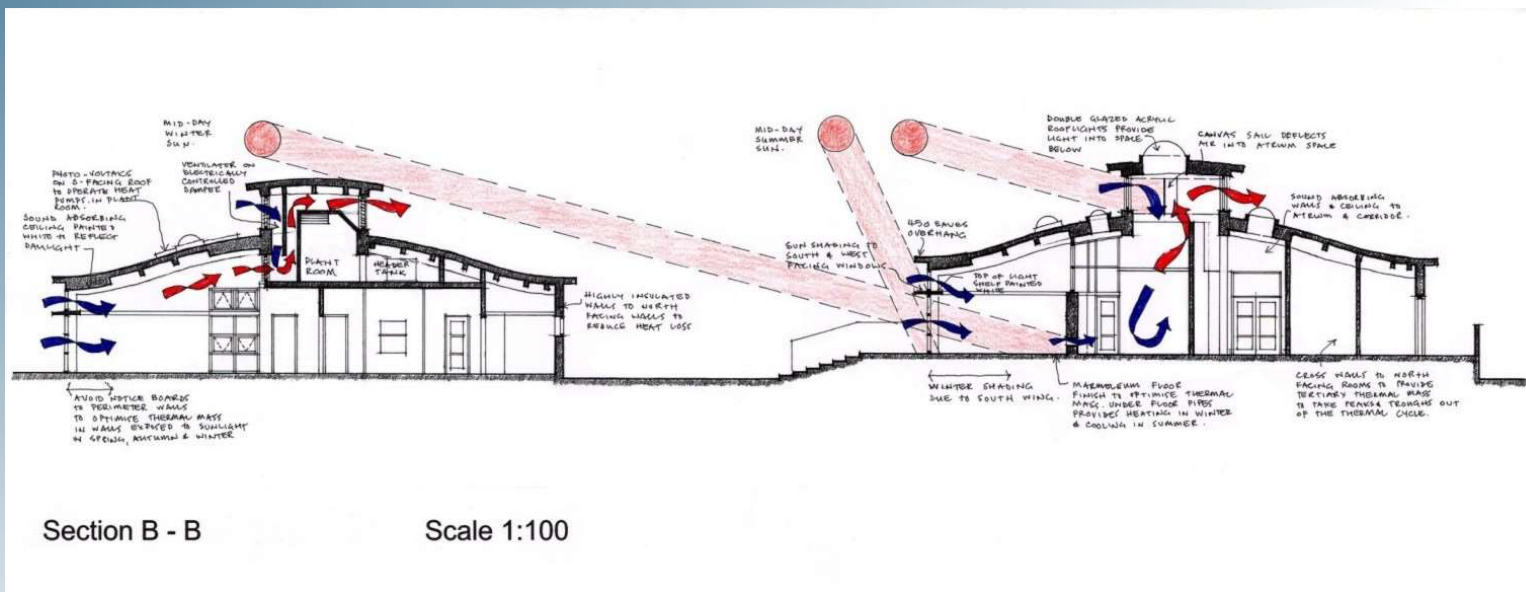 MID-DAY
WINTER
SUN.
PHOTO-VOLTAICS
ON S-FACING ROOF
TO OPERATE HEAT
PUMPS IN PLANT
ROOM.
VENTILATER ON
ELECTRICALLY
CONTROLLED
DAMPER
SOUND ABSORBING
CEILING PAINTED
WHITE TO REFLECT
DAYLIGHT
PLANT
ROOM
HEADER
TANK
HIGHLY INSULATED
WALLS TO NORTH
FACING WALLS TO
REDUCE HEAT LOSS
AVOID NOTICE BOARDS
TO PERIMETER WALLS
TO OPTIMISE THERMAL MASS
IN WALLS EXPOSED TO SUNLIGHT
IN SPRING, AUTUMN & WINTER
MID-DAY
SUMMER
SUN.
DOUBLE GLAZED ACRYLIC
ROOFLIGHTS PROVIDE
LIGHT INTO SPACE
BELOW
CANVAS SAIL DEFLECTS
AIR INTO ATRIUM SPACE
450 EAVES
OVERHANG
SUN SHADING TO
SOUTH & WEST
FACING WINDOWS
TOP OF LIGHT
SHELF PAINTED
WHITE
SOUND ABSORBING
WALLS & CEILING TO
ATRIUM & CORRIDOR.
WINTER SHADING
DUE TO SOUTH WING.
MARMOLEUM FLOOR
FINISH TO OPTIMISE THERMAL
MASS. UNDER FLOOR PIPES
PROVIDES HEATING IN WINTER
& COOLING IN SUMMER.
CROSS WALLS TO NORTH
FACING ROOMS TO PROVIDE
TERTIARY THERMAL MASS
TO TAKE PEAKS & TROUGHS OUT
OF THE THERMAL CYCLE.
Section B - B
Scale 1:100